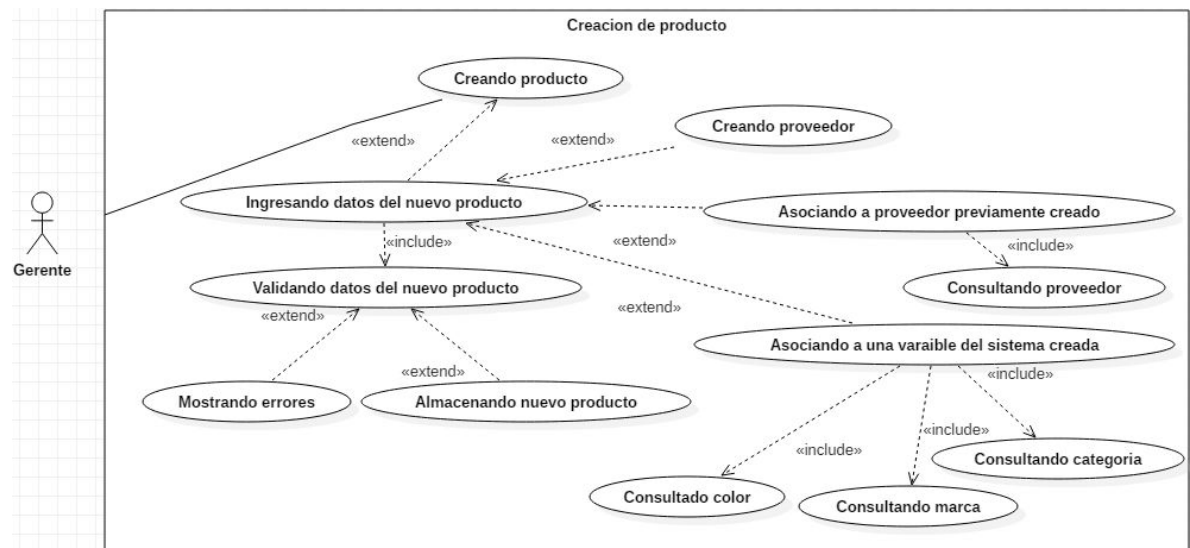 Creacion de producto
Creando producto
«extend»
Creando proveedor
«extend»
Ingresando datos del nuevo producto
Asociando a proveedor previamente creado
«include»
«extend»
«include»
Gerente
Validando datos del nuevo producto
Consultando proveedor
«extend»
«extend»
Asociando a una varaible del sistema creada
«extend»
«include»
Mostrando errores
Almacenando nuevo producto
«include»
«include»
Consultando categoria
Consultado color
Consultando marca